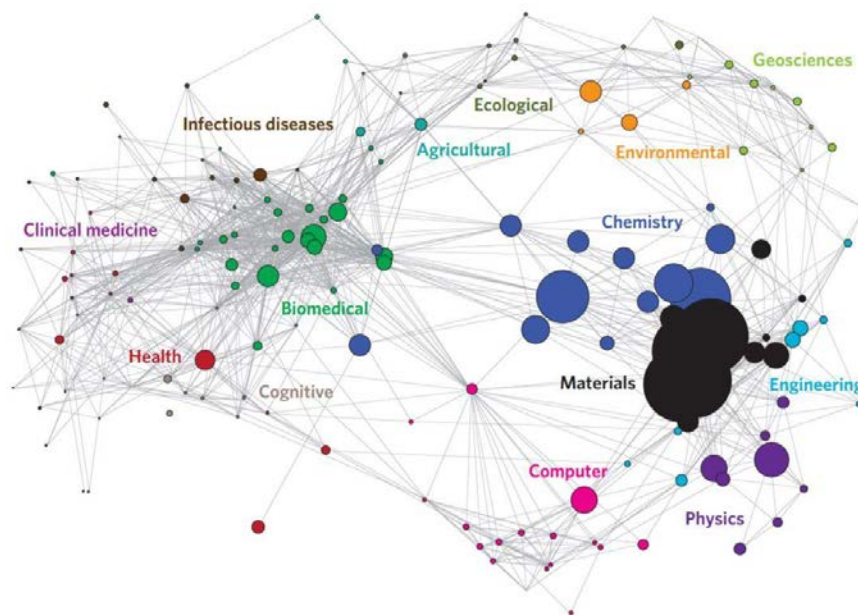 Geosciences
Ecological
Infectious diseases
Agricultural
Environmental
Clinical medicine
Chemistry
Biomedical
Health
Cognitive
Materials
Engineering
Computer
Physics